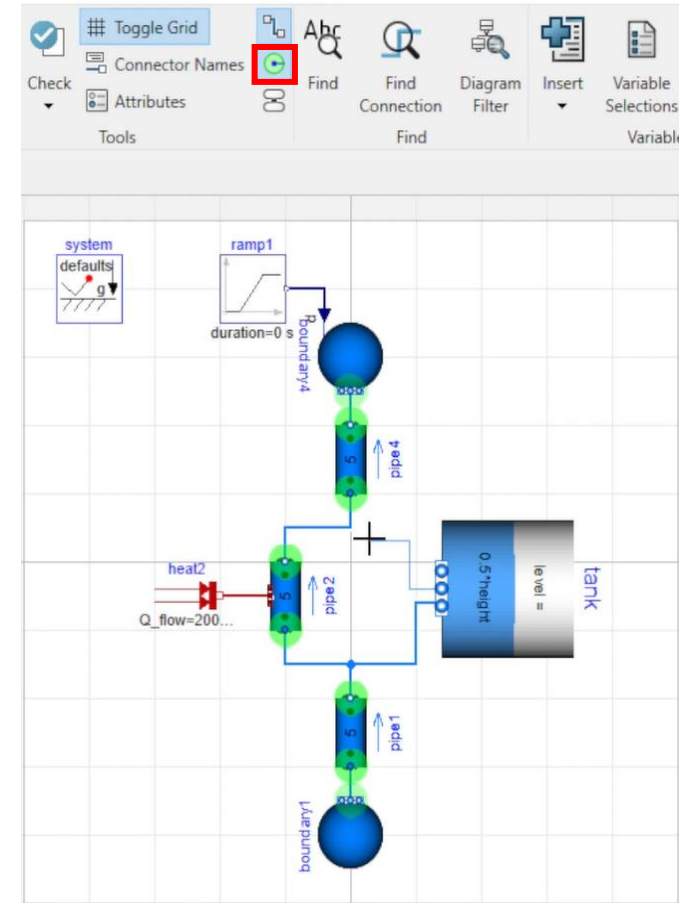 Toggle Grid
Connector Names
Attributes
Check
Tools
Abc
Find
Find
Connection
Diagram
Filter
Find
Insert
Variable
Selections
system
defaults
g
ramp1
duration=0 s
p
boundary4
5
pipe4
heat2
Q_flow=200...
5
pipe2
0.5*height
level =
tank
5
pipe1
boundary1